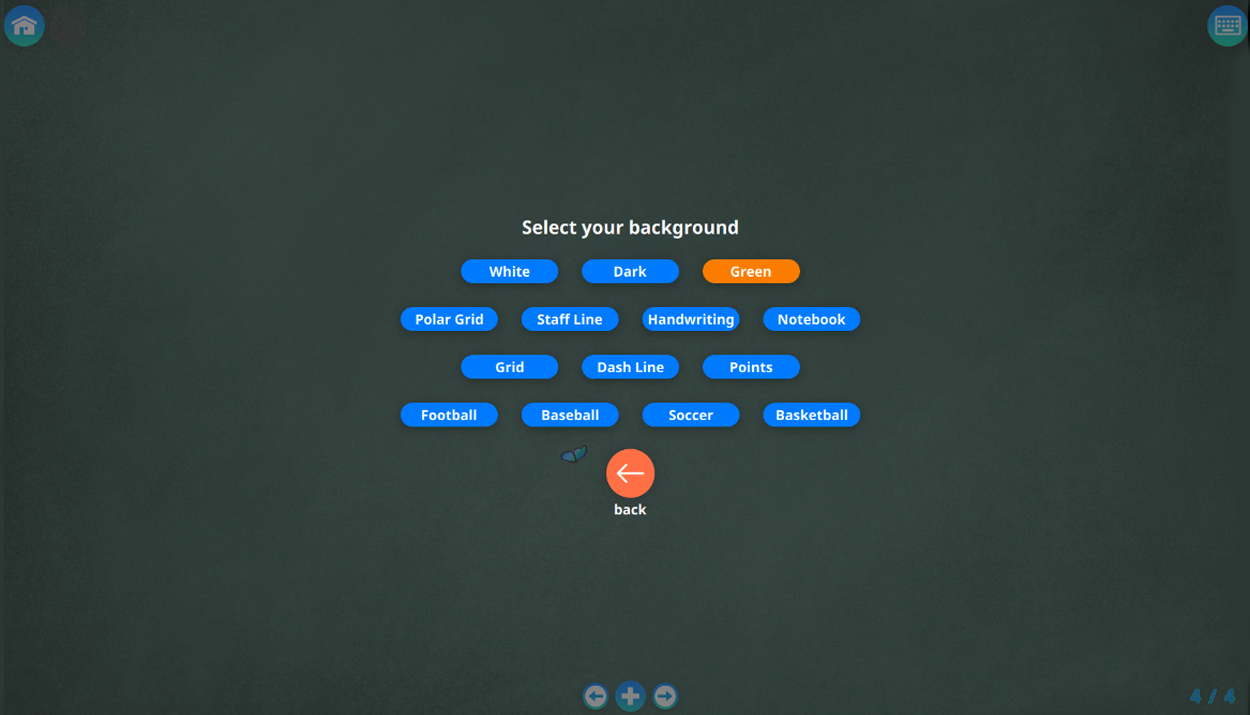 Select your background
White Dark Green
Polar Grid Staff Line Handwriting Notebook
Grid Dash Line Points
Football Baseball Soccer Basketball
back
4 / 4